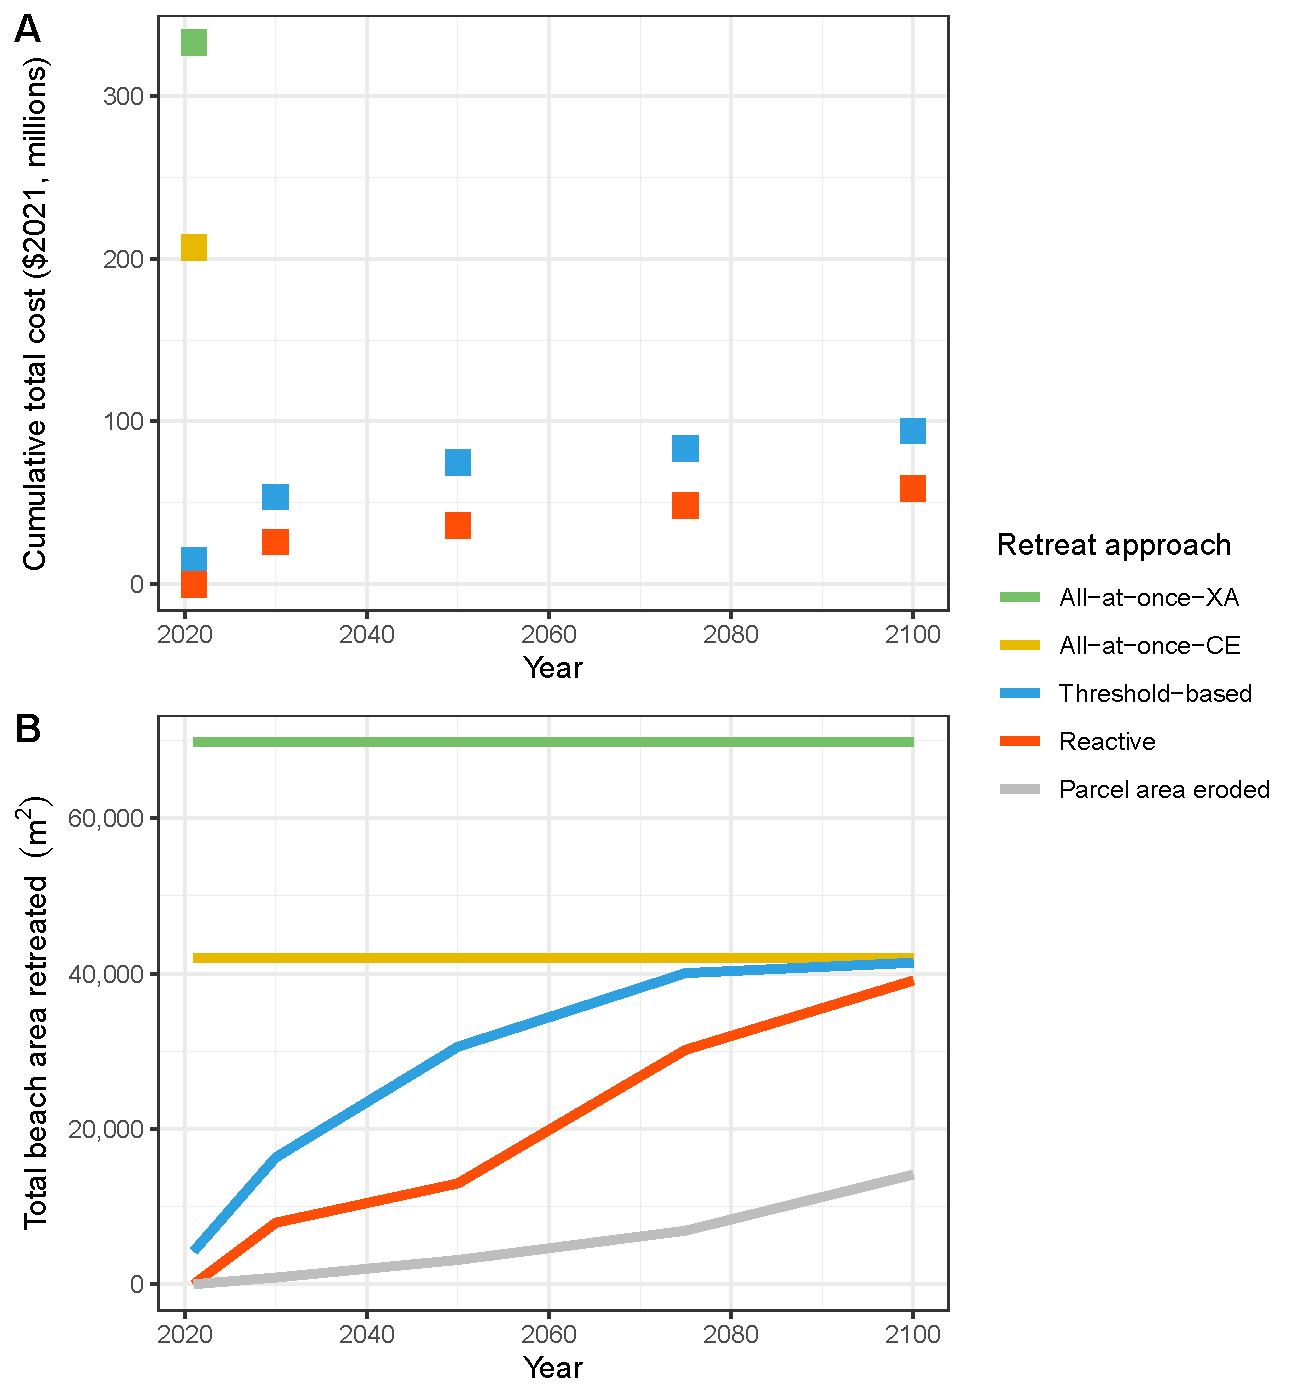 A
Cumulative total cost ($2021, millions)
300
200
100
0
2020 2040 2060 2080 2100
Year
Retreat approach
All−at−once−XA
All−at−once−CE
Threshold−based
Reactive
Parcel area eroded
B
Total beach area retreated (m²)
60,000
40,000
20,000
0
2020 2040 2060 2080 2100
Year